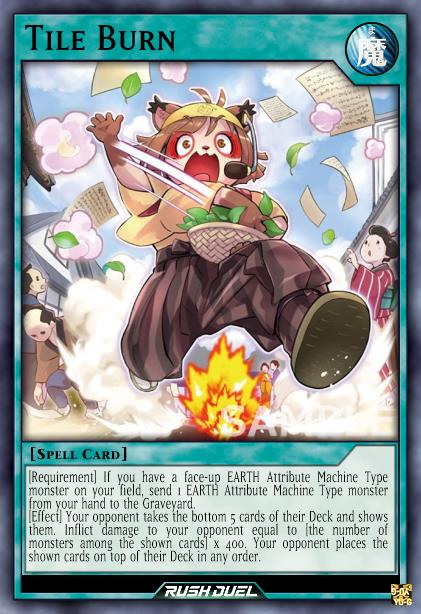 TILE BURN
ま
魔
SAMPLE
[SPELL CARD]
[Requirement] If you have a face-up EARTH Attribute Machine Type
monster on your field, send 1 EARTH Attribute Machine Type monster
from your hand to the Graveyard.
[Effect] Your opponent takes the bottom 5 cards of their Deck and shows
them. Inflict damage to your opponent equal to [the number of
monsters among the shown cards] x 400. Your opponent places the
shown cards on top of their Deck in any order.
RUSH DUEL